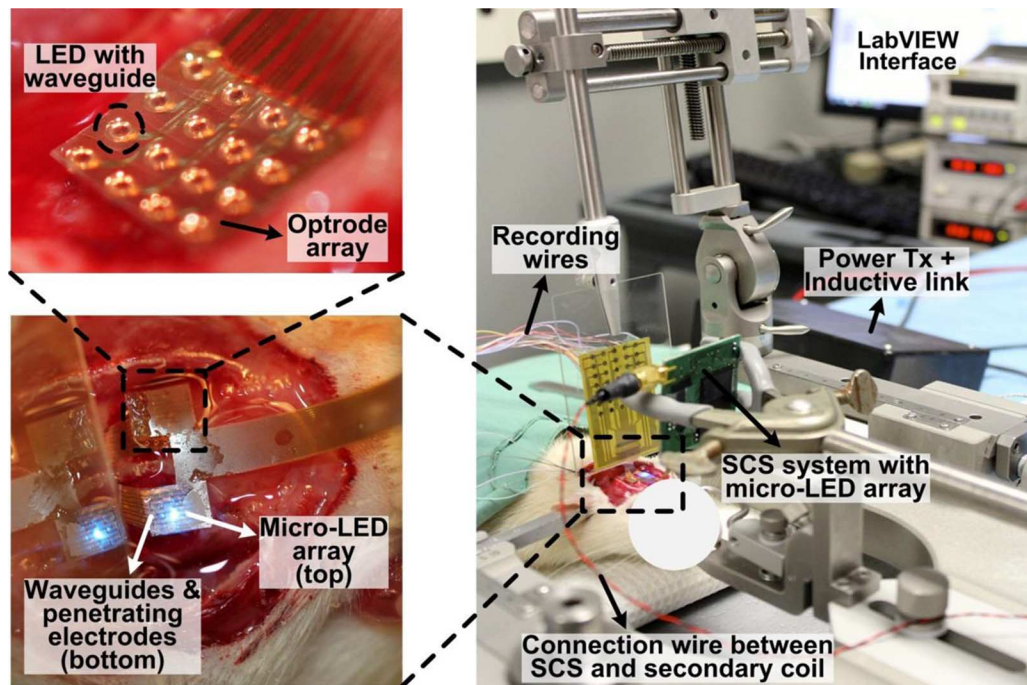 LED with
waveguide
Optrode
array
Micro-LED
array
(top)
Waveguides &
penetrating
electrodes
(bottom)
LabVIEW
Interface
Recording
wires
Power Tx +
Inductive link
SCS system with
micro-LED array
Connection wire between
SCS and secondary coil